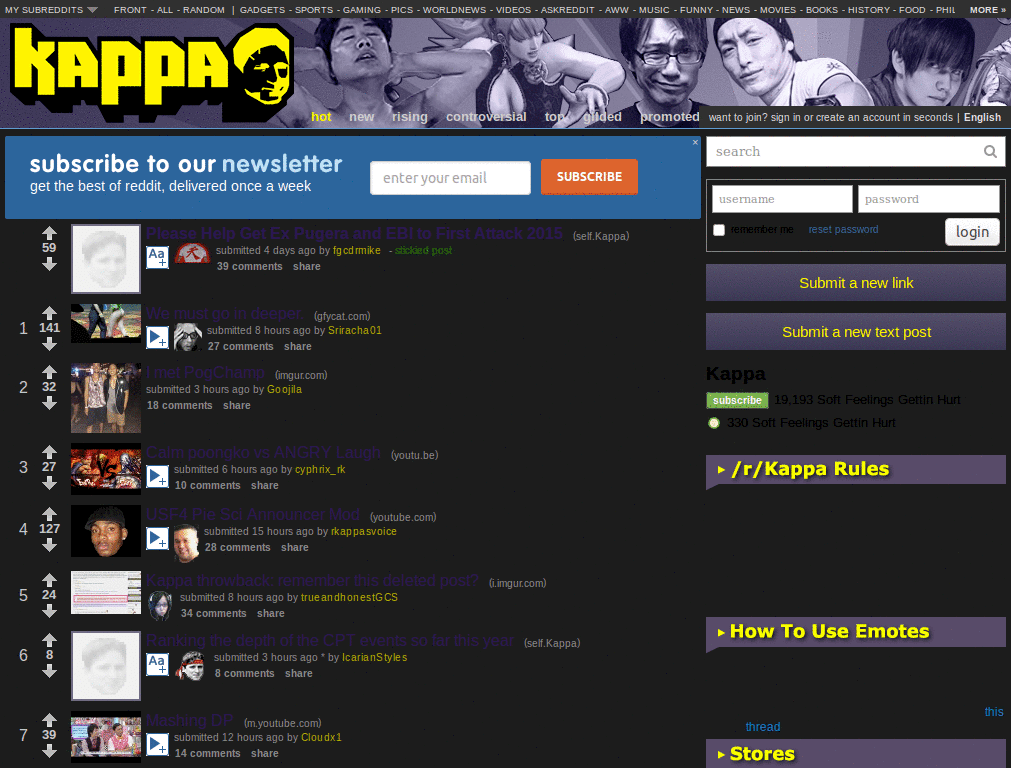 MY SUBREDDITS FRONT - ALL - RANDOM | GADGETS - SPORTS - GAMING - PICS - WORLDNEWS - VIDEOS - ASKREDDIT - AWW - MUSIC - FUNNY - NEWS - MOVIES - BOOKS - HISTORY - FOOD - PHIL MORE »
kappa
hot new rising controversial top gilded promoted
want to join? sign in or create an account in seconds | English
subscribe to our newsletter
get the best of reddit, delivered once a week
enter your email
SUBSCRIBE
×
search
username password
remember me reset password login
Submit a new link
Submit a new text post
Kappa
subscribe 19,193 Soft Feelings Gettin Hurt
330 Soft Feelings Gettin Hurt
/r/Kappa Rules
How To Use Emotes
this
thread
Stores
59
Please Help Get Ex Pugera and EBI to First Attack 2015 (self.Kappa)
Aa+
submitted 4 days ago by fgcdrmike - stickied post
39 comments share
1 141
We must go in deeper. (gfycat.com)
submitted 8 hours ago by Sriracha01
27 comments share
2 32
I met PogChamp (imgur.com)
submitted 3 hours ago by Goojila
18 comments share
3 27
Calm poongko vs ANGRY Laugh (youtu.be)
submitted 6 hours ago by cyphrix_rk
10 comments share
4 127
USF4 Pie Sci Announcer Mod (youtube.com)
submitted 15 hours ago by rkappasvoice
28 comments share
5 24
Kappa throwback: remember this deleted post? (i.imgur.com)
submitted 8 hours ago by trueandhonestGCS
34 comments share
6 8
Ranking the depth of the CPT events so far this year (self.Kappa)
Aa+
submitted 3 hours ago * by IcarianStyles
8 comments share
7 39
Mashing DP (m.youtube.com)
submitted 12 hours ago by Cloudx1
14 comments share